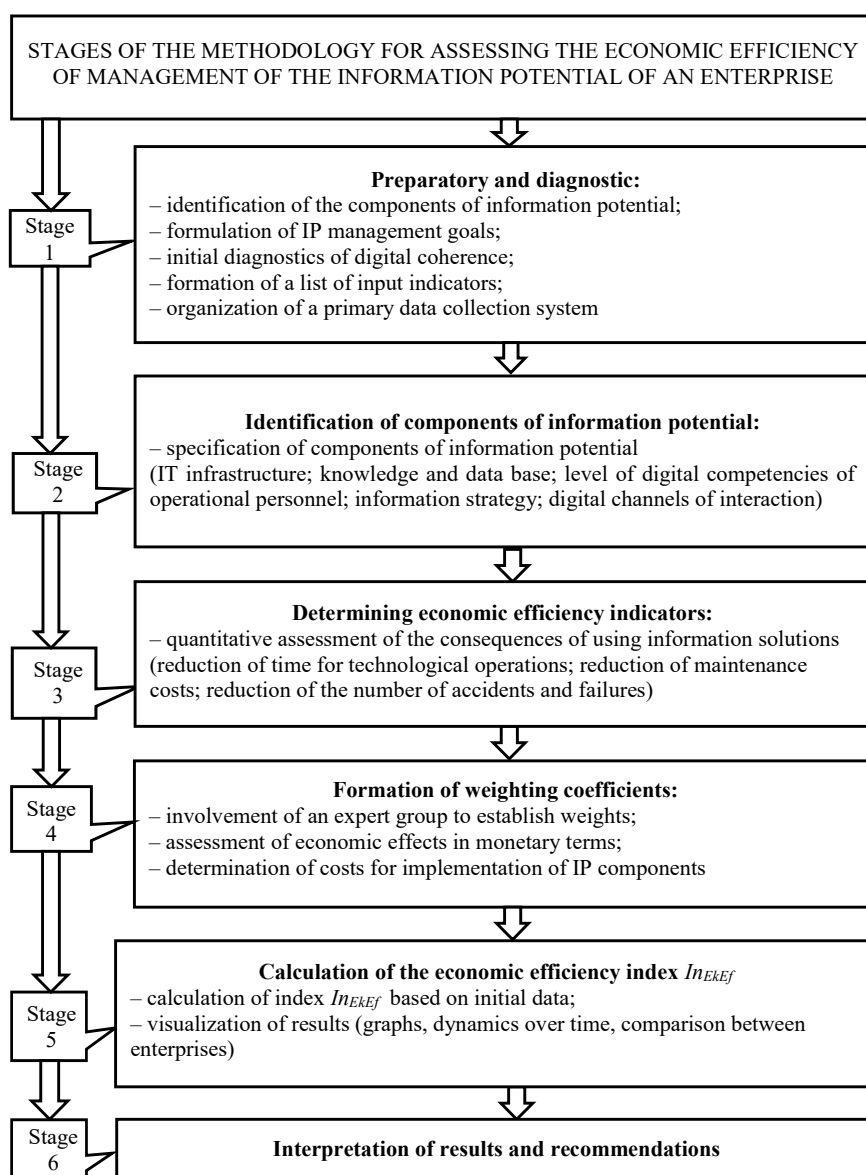 STAGES OF THE METHODOLOGY FOR ASSESSING THE ECONOMIC EFFICIENCY
OF MANAGEMENT OF THE INFORMATION POTENTIAL OF AN ENTERPRISE
Stage
1
Preparatory and diagnostic:
– identification of the components of information potential;
– formulation of IP management goals;
– initial diagnostics of digital coherence;
– formation of a list of input indicators;
– organization of a primary data collection system
Stage
2
Identification of components of information potential:
– specification of components of information potential
(IT infrastructure; knowledge and data base; level of digital competencies of
operational personnel; information strategy; digital channels of interaction)
Stage
3
Determining economic efficiency indicators:
– quantitative assessment of the consequences of using information solutions
(reduction of time for technological operations; reduction of maintenance
costs; reduction of the number of accidents and failures)
Stage
4
Formation of weighting coefficients:
– involvement of an expert group to establish weights;
– assessment of economic effects in monetary terms;
– determination of costs for implementation of IP components
Stage
5
Calculation of the economic efficiency index In_EkEf
– calculation of index In_EkEf based on initial data;
– visualization of results (graphs, dynamics over time, comparison between
enterprises)
Stage
6
Interpretation of results and recommendations